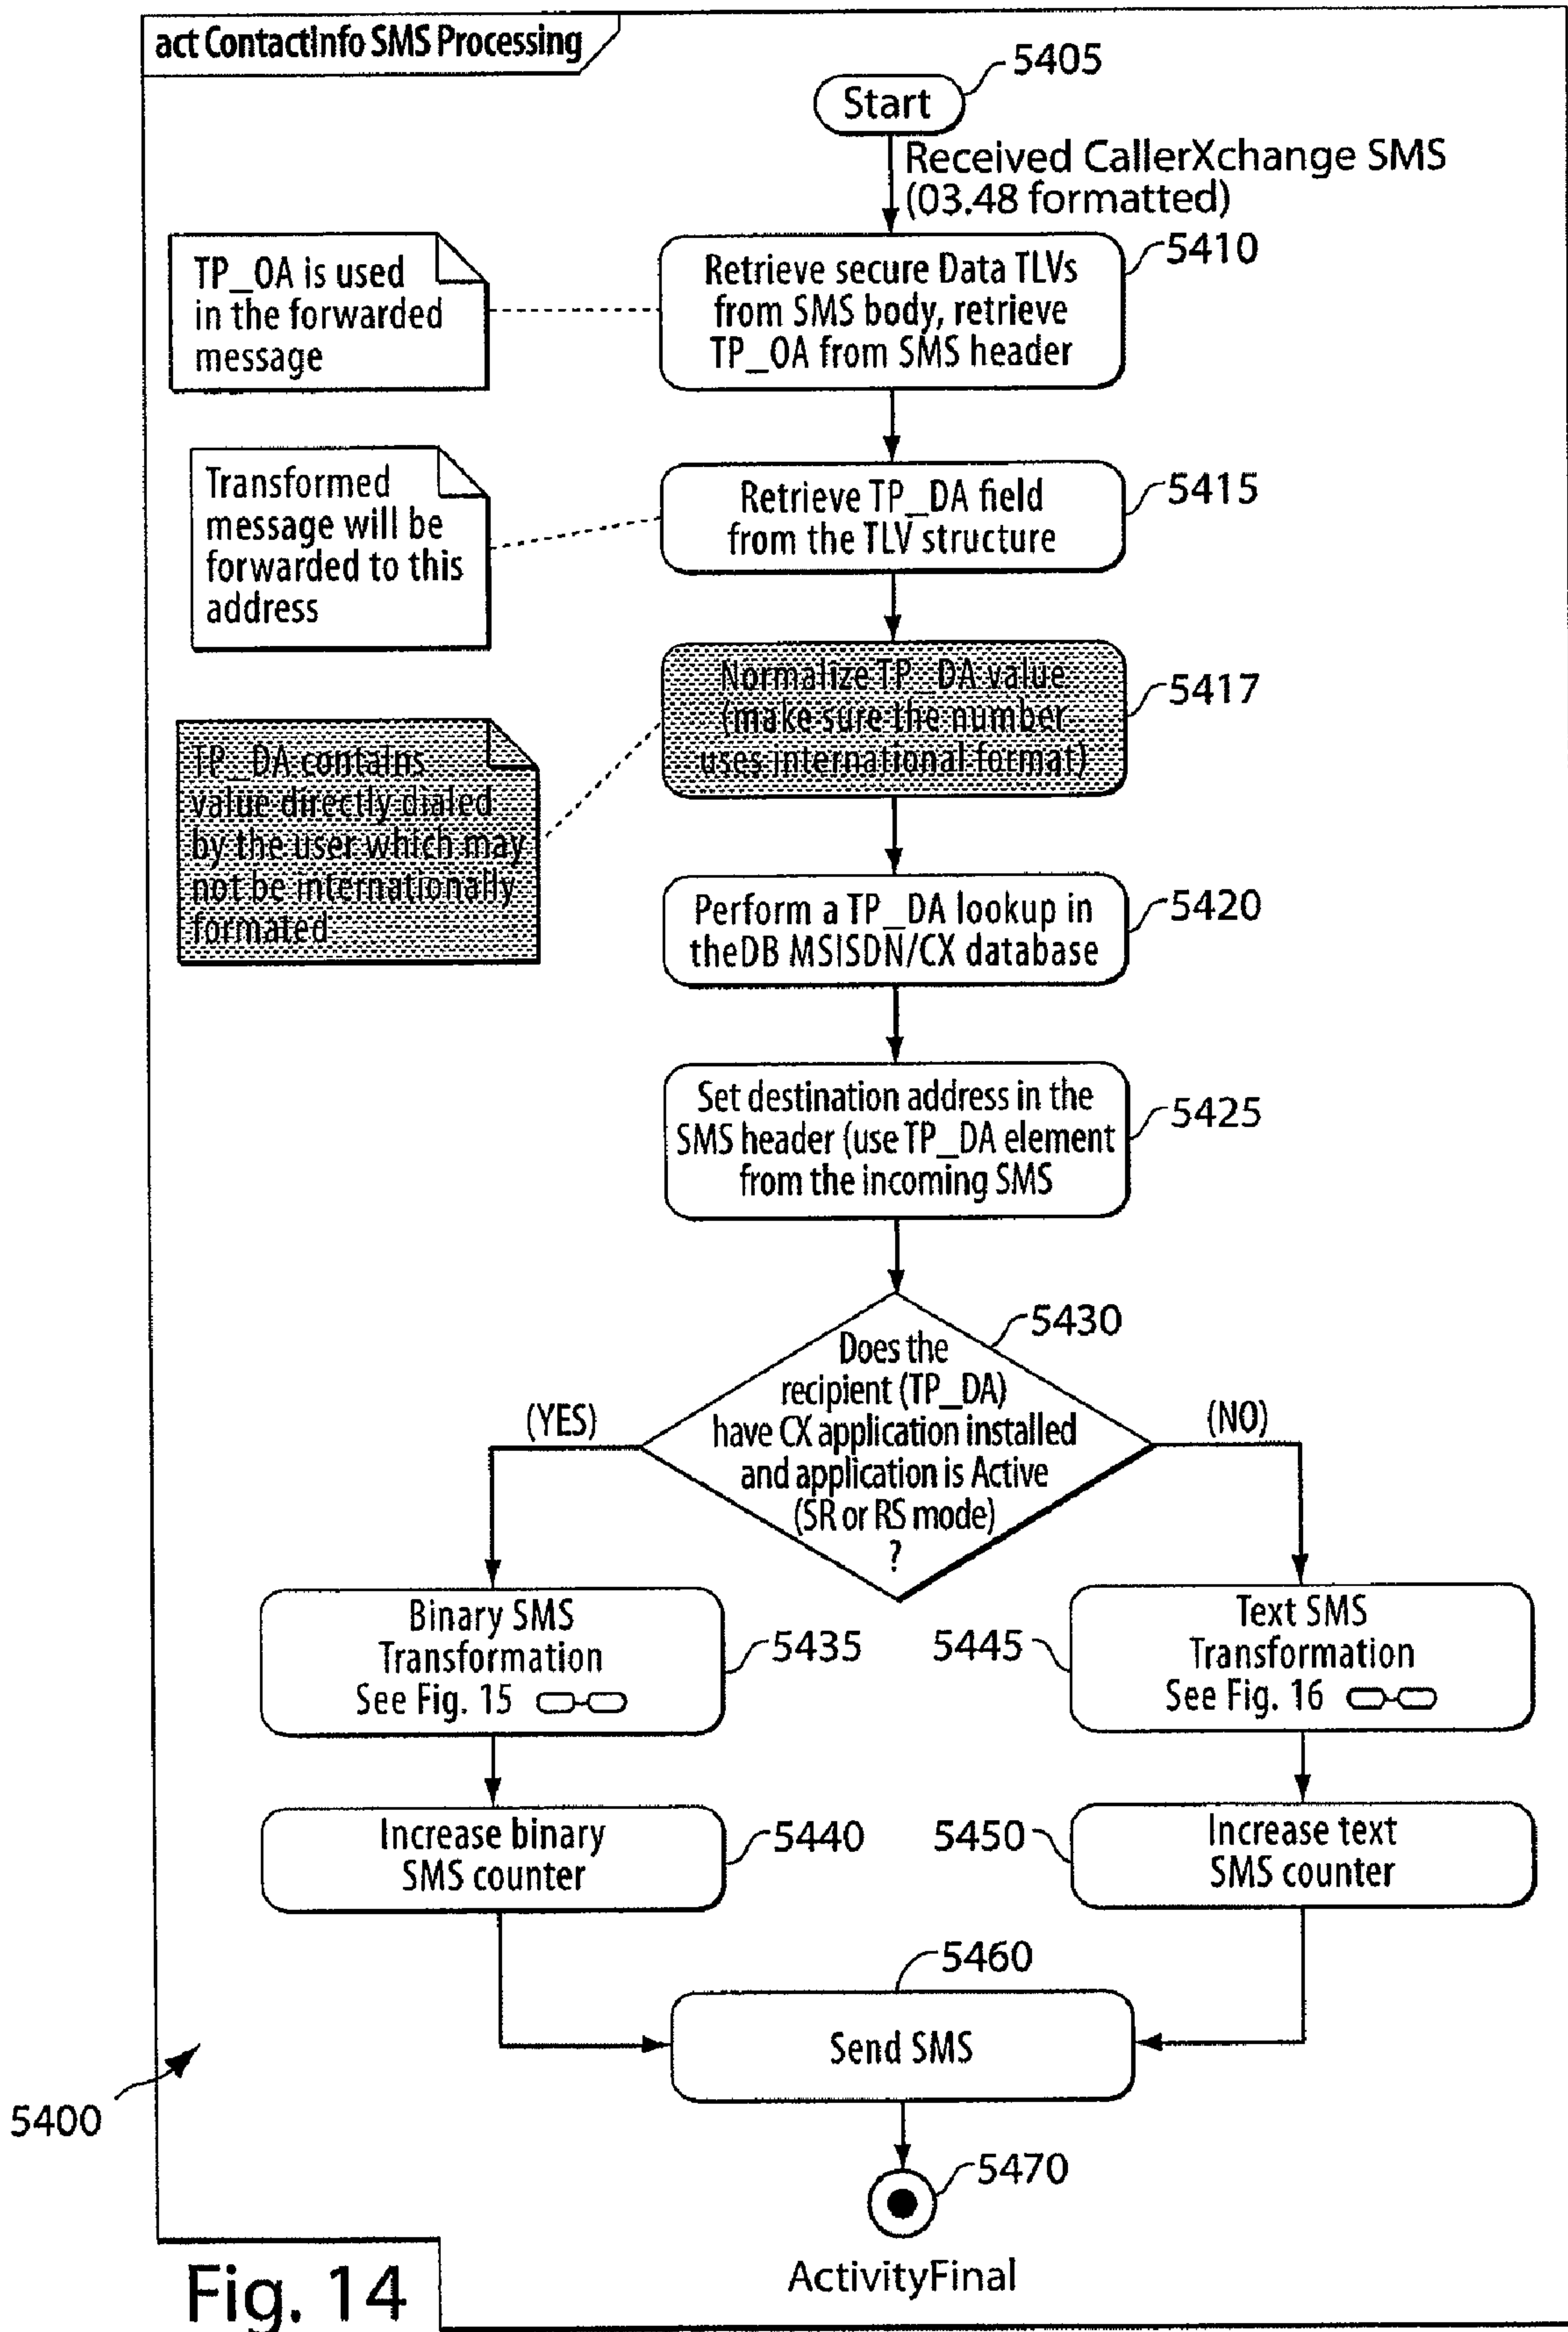 act ContactInfo SMS Processing
Start
5405
Received CallerXchange SMS
(03.48 formatted)
TP_OA is used
in the forwarded
message
Retrieve secure Data TLVs
from SMS body, retrieve
TP_OA from SMS header
5410
Transformed
message will be
forwarded to this
address
Retrieve TP_DA field
from the TLV structure
5415
Normalize TP_DA value
(make sure the number
uses international format)
5417
TP_DA contains
value directly dialed
by the user which may
not be internationally
formated
Perform a TP_DA lookup in
theDB MSISDN/CX database
5420
Set destination address in the
SMS header (use TP_DA element
from the incoming SMS
5425
Does the
recipient (TP_DA)
have CX application installed
and application is Active
(SR or RS mode)
?
5430
(YES)
(NO)
Binary SMS
Transformation
See Fig. 15
5435
5445
Text SMS
Transformation
See Fig. 16
Increase binary
SMS counter
5440
5450
Increase text
SMS counter
5460
Send SMS
5400
5470
ActivityFinal
Fig. 14